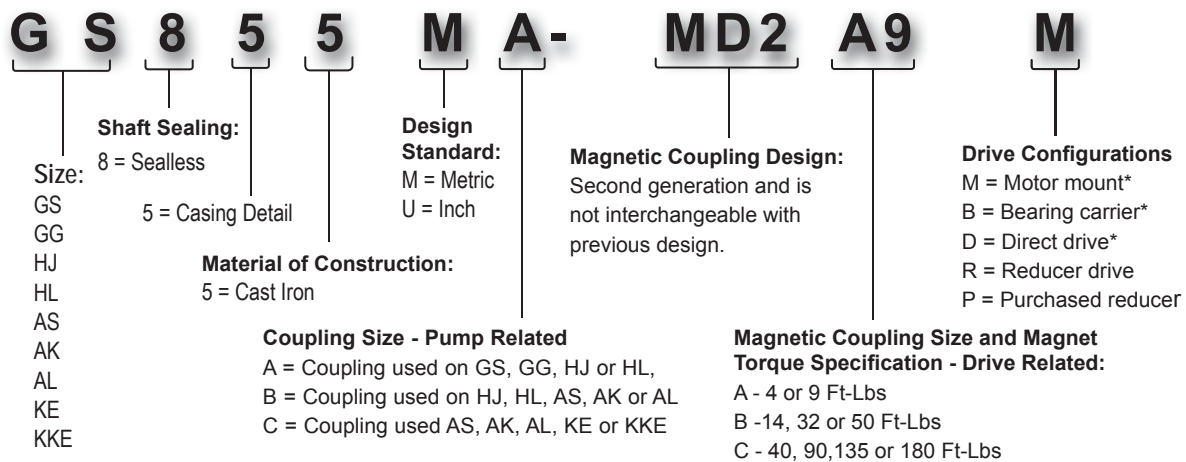 G S 8 5 5 M A- MD2 A9 M
Shaft Sealing:
8 = Sealless
Size:
GS
GG
HJ
HL
AS
AK
AL
KE
KKE
5 = Casing Detail
Material of Construction:
5 = Cast Iron
Design
Standard:
M = Metric
U = Inch
Coupling Size - Pump Related
A = Coupling used on GS, GG, HJ or HL,
B = Coupling used on HJ, HL, AS, AK or AL
C = Coupling used AS, AK, AL, KE or KKE
Magnetic Coupling Design:
Second generation and is
not interchangeable with
previous design.
Magnetic Coupling Size and Magnet
Torque Specification - Drive Related:
A - 4 or 9 Ft-Lbs
B -14, 32 or 50 Ft-Lbs
C - 40, 90,135 or 180 Ft-Lbs
Drive Configurations
M = Motor mount*
B = Bearing carrier*
D = Direct drive*
R = Reducer drive
P = Purchased reducer